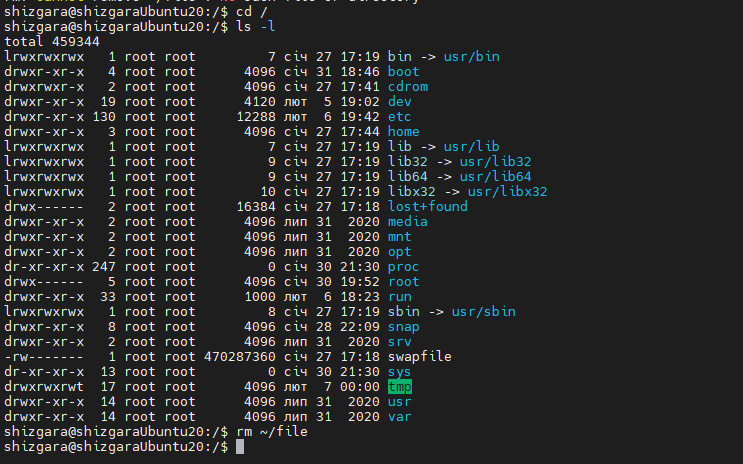 shizgara@shizgaraUbuntu20:/$ cd /
shizgara@shizgaraUbuntu20:/$ ls -l
total 459344
lrwxrwxrwx   1 root root         7 січ 27 17:19 bin -> usr/bin
drwxr-xr-x   4 root root      4096 січ 31 18:46 boot
drwxrwxr-x   2 root root      4096 січ 27 17:41 cdrom
drwxr-xr-x  19 root root      4120 лют  5 19:02 dev
drwxr-xr-x 130 root root     12288 лют  6 19:42 etc
drwxr-xr-x   3 root root      4096 січ 27 17:44 home
lrwxrwxrwx   1 root root         7 січ 27 17:19 lib -> usr/lib
lrwxrwxrwx   1 root root         9 січ 27 17:19 lib32 -> usr/lib32
lrwxrwxrwx   1 root root         9 січ 27 17:19 lib64 -> usr/lib64
lrwxrwxrwx   1 root root        10 січ 27 17:19 libx32 -> usr/libx32
drwx------   2 root root     16384 січ 27 17:18 lost+found
drwxr-xr-x   2 root root      4096 лип 31  2020 media
drwxr-xr-x   2 root root      4096 лип 31  2020 mnt
drwxr-xr-x   2 root root      4096 лип 31  2020 opt
dr-xr-xr-x 247 root root         0 січ 30 21:30 proc
drwx------   5 root root      4096 січ 30 19:52 root
drwxr-xr-x  33 root root      1000 лют  6 18:23 run
lrwxrwxrwx   1 root root         8 січ 27 17:19 sbin -> usr/sbin
drwxr-xr-x   8 root root      4096 січ 28 22:09 snap
drwxr-xr-x   2 root root      4096 лип 31  2020 srv
-rw-------   1 root root 470287360 січ 27 17:18 swapfile
dr-xr-xr-x  13 root root         0 січ 30 21:30 sys
drwxrwxrwt  17 root root      4096 лют  7 00:00 tmp
drwxr-xr-x  14 root root      4096 лип 31  2020 usr
drwxr-xr-x  14 root root      4096 лип 31  2020 var
shizgara@shizgaraUbuntu20:/$ rm ~/file
shizgara@shizgaraUbuntu20:/$